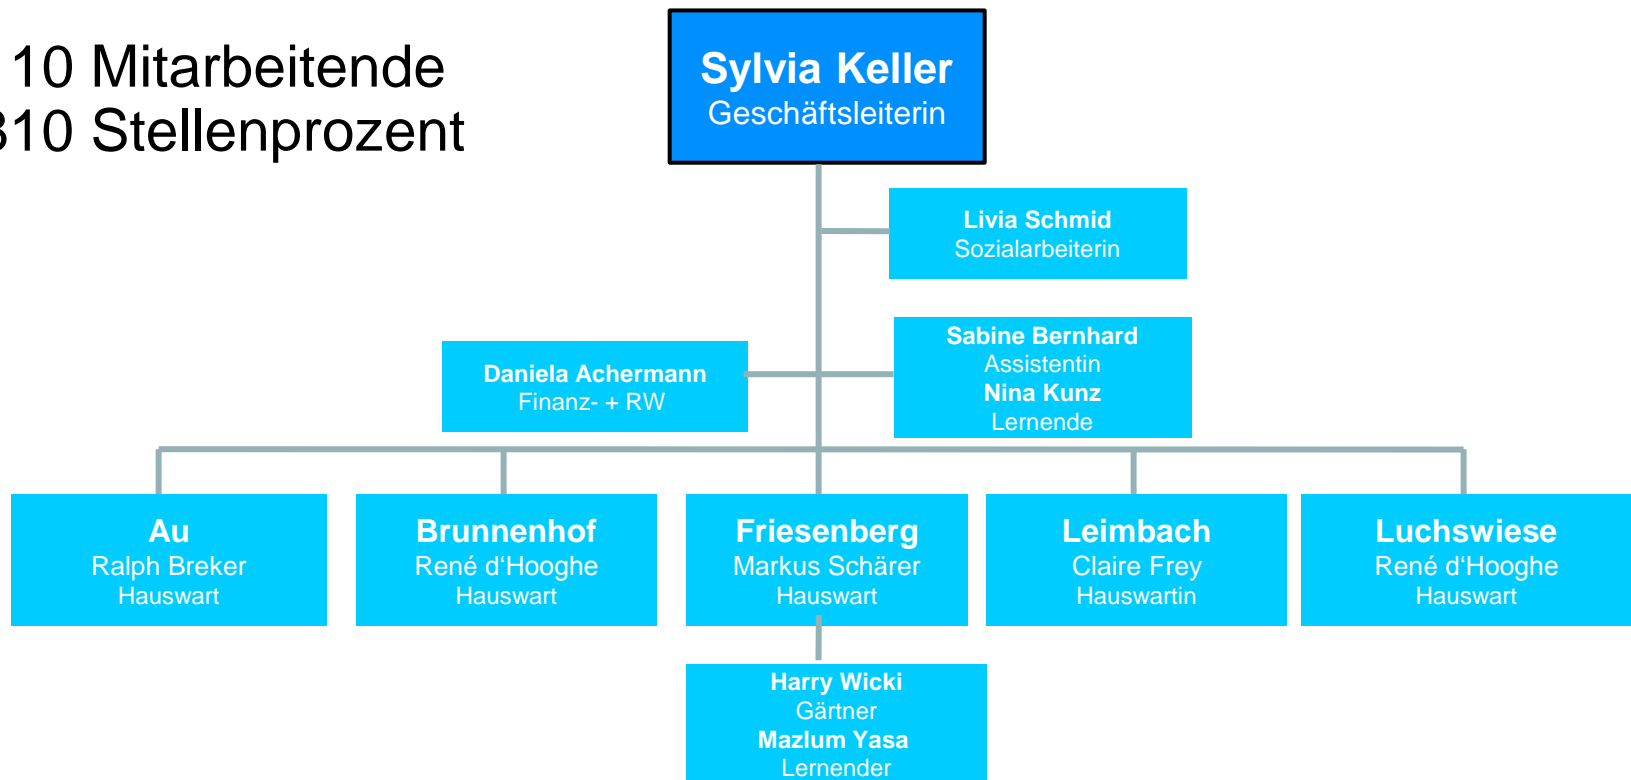 10 Mitarbeitende
310 Stellenprozent
Sylvia Keller
Geschäftsleiterin
Livia Schmid
Sozialarbeiterin
Daniela Achermann
Finanz- + RW
Sabine Bernhard
Assistentin
Nina Kunz
Lernende
Au
Ralph Breker
Hauswart
Brunnenhof
René d‘Hooghe
Hauswart
Friesenberg
Markus Schärer
Hauswart
Leimbach
Claire Frey
Hauswartin
Luchswiese
René d‘Hooghe
Hauswart
Harry Wicki
Gärtner
Mazlum Yasa
Lernender